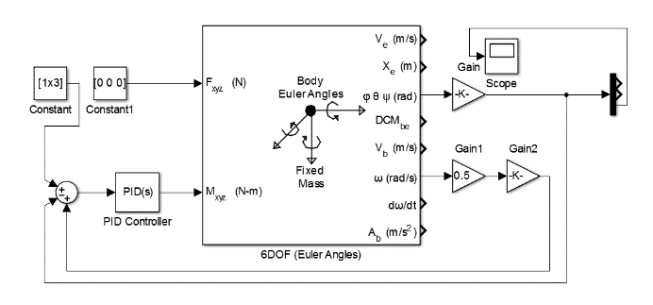 V_e (m/s)
X_e (m)
Gain
Scope
[1x3]
Constant
[0 0 0]
Constant1
F_xyz (N)
Body
Euler Angles
φ θ ψ (rad)
-K-
DCM_be
V_b (m/s)
Gain1
Gain2
Fixed
Mass
ω (rad/s)
0.5
-K-
PID(s)
PID Controller
M_xyz (N-m)
dω/dt
A_b (m/s²)
6DOF (Euler Angles)